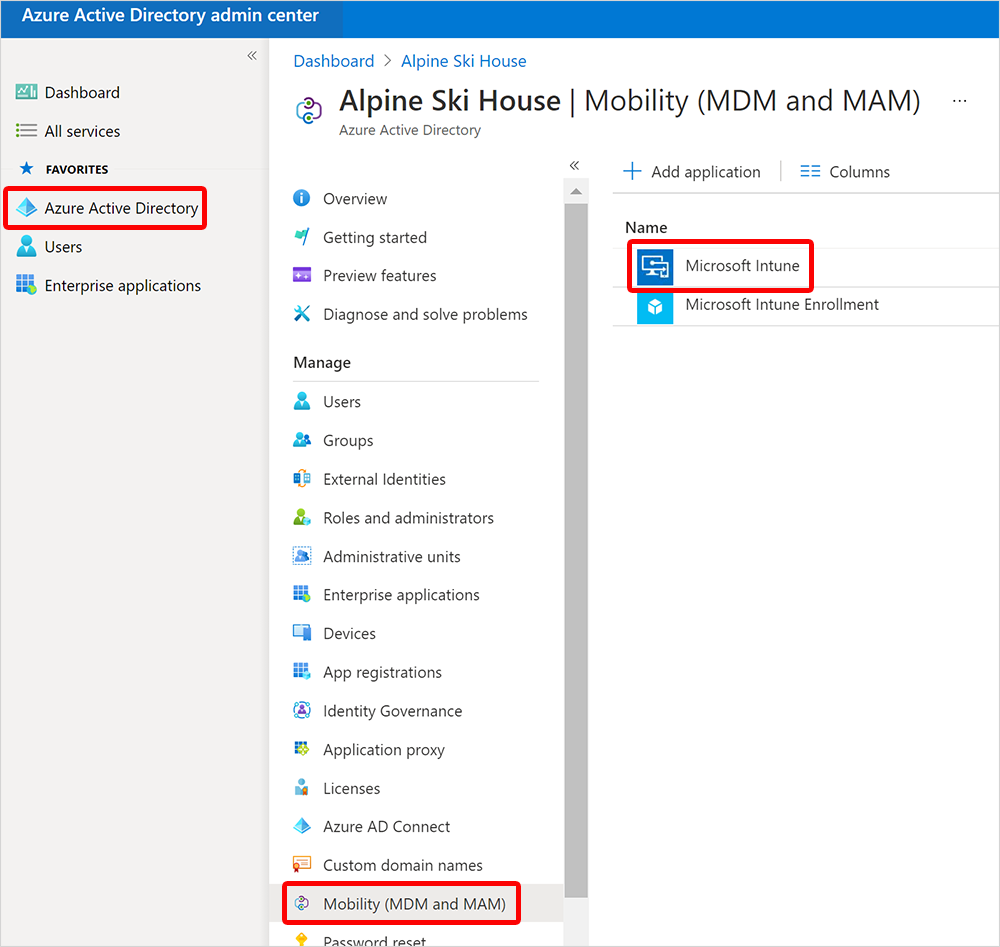 Azure Active Directory admin center
Dashboard
All services
FAVORITES
Azure Active Directory
Users
Enterprise applications
Dashboard > Alpine Ski House
Alpine Ski House | Mobility (MDM and MAM) ...
Azure Active Directory
Overview
Getting started
Preview features
Diagnose and solve problems
Manage
Users
Groups
External Identities
Roles and administrators
Administrative units
Enterprise applications
Devices
App registrations
Identity Governance
Application proxy
Licenses
Azure AD Connect
Custom domain names
Mobility (MDM and MAM)
Password reset
Add application | Columns
Name
Microsoft Intune
Microsoft Intune Enrollment